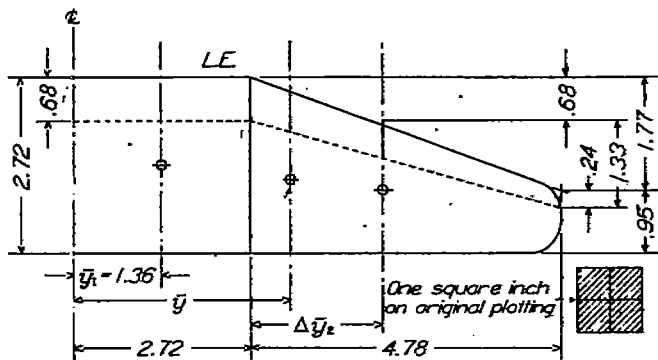 ℄
L.E.
.68
2.72
.68
1.77
.24
1.33
.95
ȳ₁=1.36
ȳ
One square inch
on original plotting
Δȳ₂
2.72
4.78